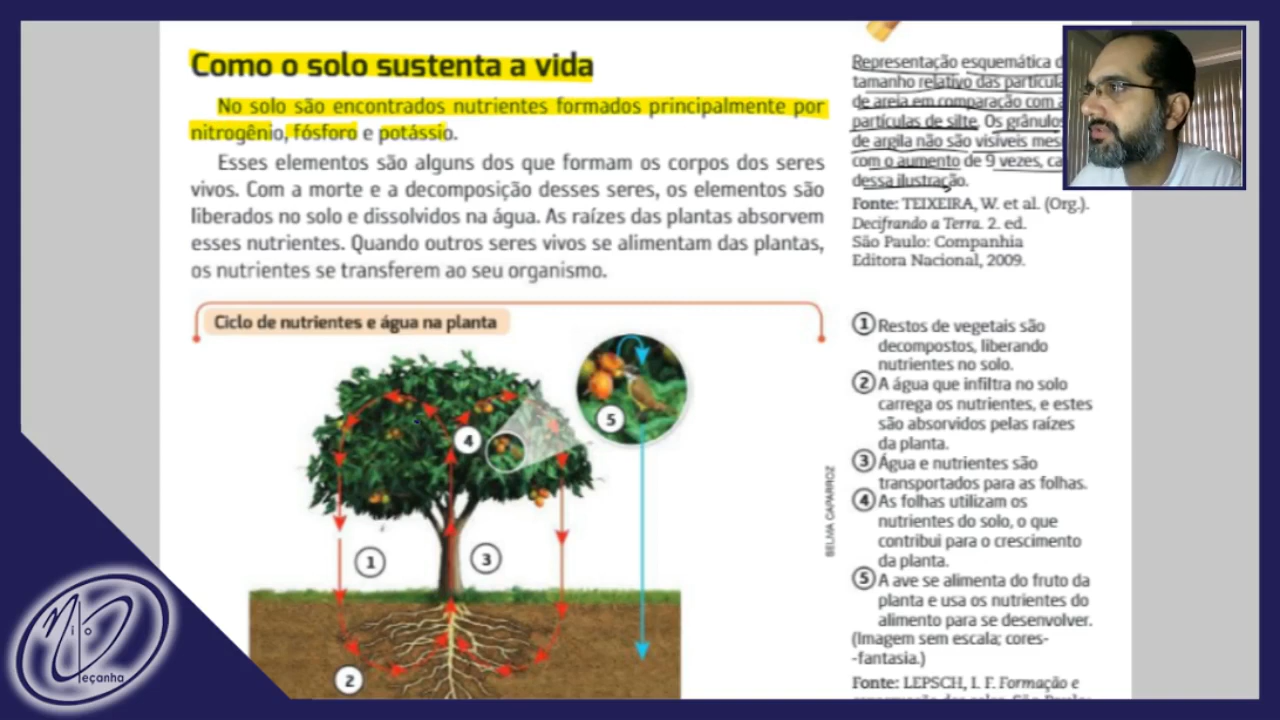 Como o solo sustenta a vida
No solo são encontrados nutrientes formados principalmente por
nitrogênio, fósforo e potássio.
Esses elementos são alguns dos que formam os corpos dos seres
vivos. Com a morte e a decomposição desses seres, os elementos são
liberados no solo e dissolvidos na água. As raízes das plantas absorvem
esses nutrientes. Quando outros seres vivos se alimentam das plantas,
os nutrientes se transferem ao seu organismo.
Ciclo de nutrientes e água na planta
5
4
1
3
2
BELMA CAPARROZ
Representação esquemática
tamanho relativo das
de areia em comparação com
partículas de silte. Os grânulos
de argila não são visíveis
com o aumento de 9 vezes,
dessa ilustração.
Fonte: TEIXEIRA, W. et al. (Org.).
Decifrando a Terra. 2. ed.
São Paulo: Companhia
Editora Nacional, 2009.
1 Restos de vegetais são
decompostos, liberando
nutrientes no solo.
2 A água que infiltra no solo
carrega os nutrientes, e estes
são absorvidos pelas raízes
da planta.
3 Água e nutrientes são
transportados para as folhas.
4 As folhas utilizam os
nutrientes do solo, o que
contribui para o crescimento
da planta.
5 A ave se alimenta do fruto da
planta e usa os nutrientes do
alimento para se desenvolver.
(Imagem sem escala; cores-
-fantasia.)
Fonte: LEPSCH, I. F. Formação e